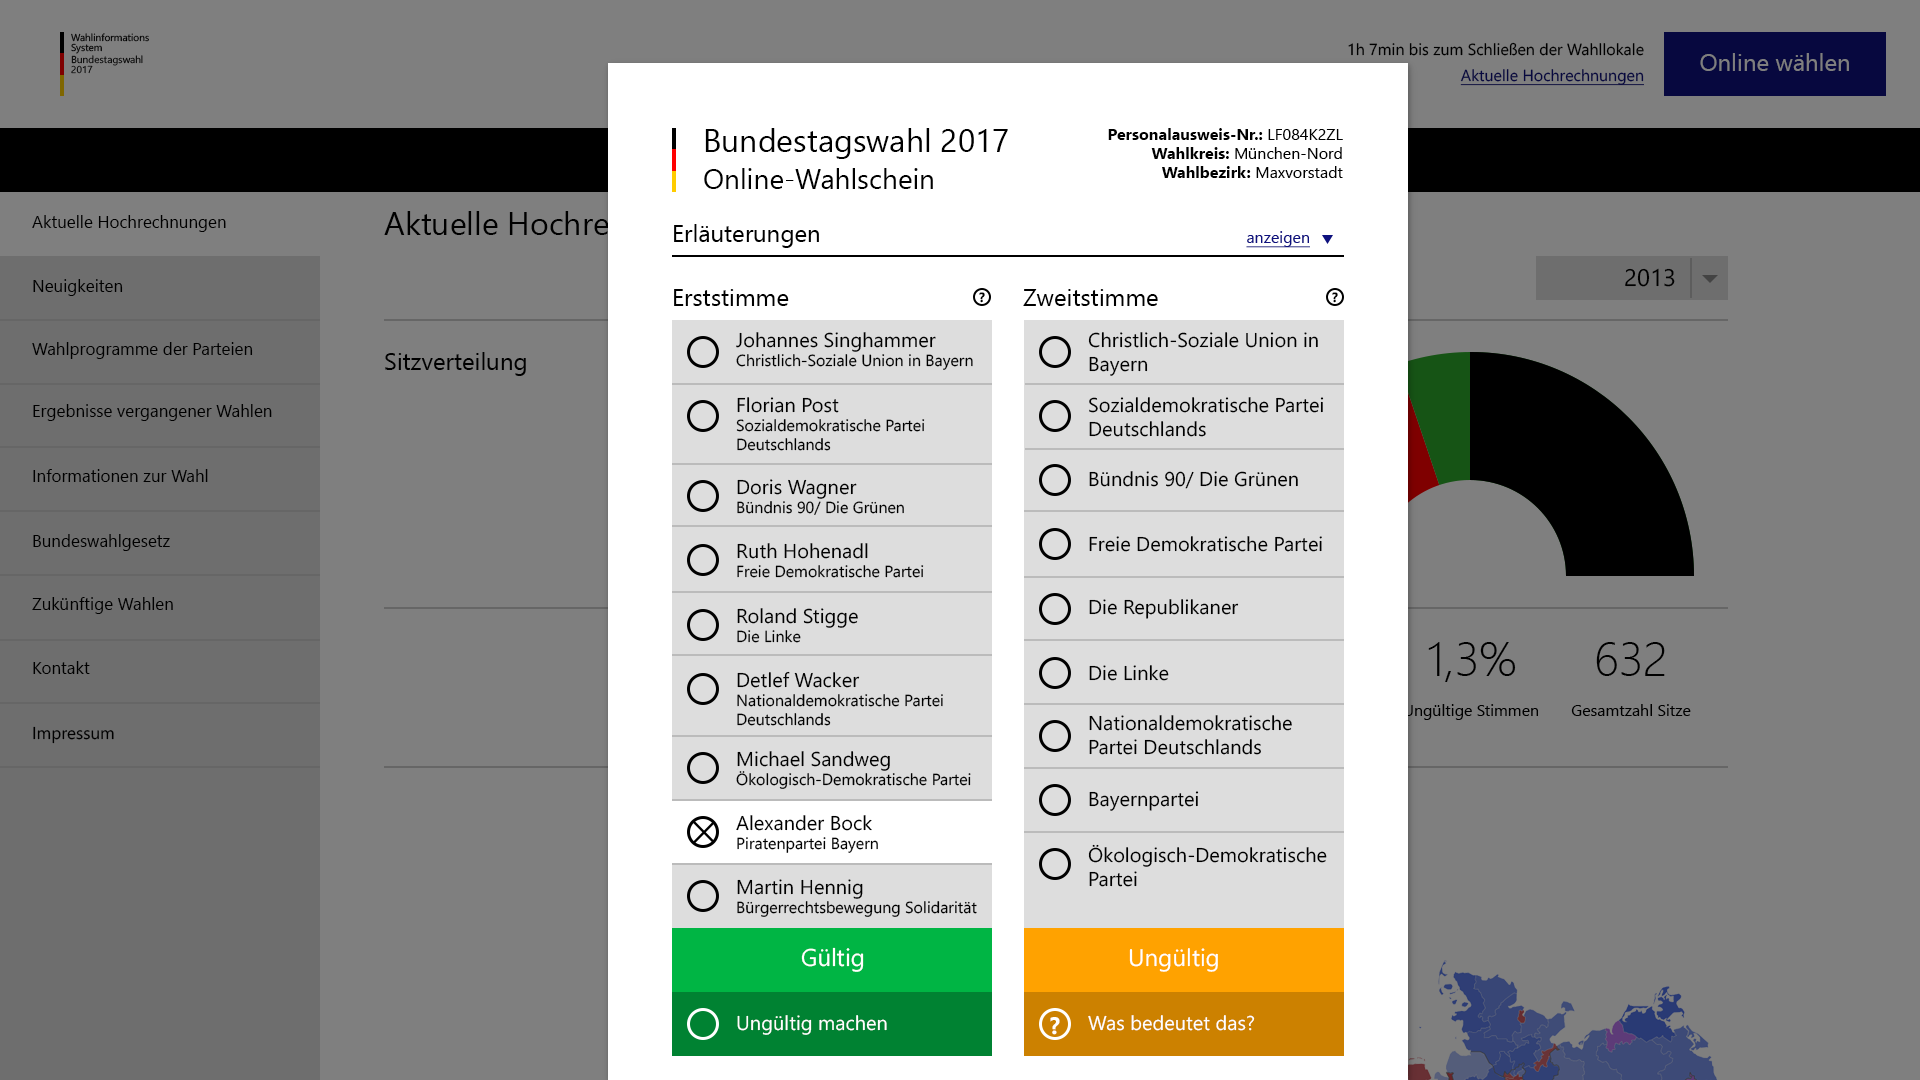 Wahlinformations
System
Bundestagswahl
2017
1h 7min bis zum Schließen der Wahllokale
Aktuelle Hochrechnungen
Online wählen
Aktuelle Hochrechnungen
Neuigkeiten
Wahlprogramme der Parteien
Ergebnisse vergangener Wahlen
Informationen zur Wahl
Bundeswahlgesetz
Zukünftige Wahlen
Kontakt
Impressum
Aktuelle Hochre
Sitzverteilung
Bundestagswahl 2017
Online-Wahlschein
Personalausweis-Nr.: LF084K2ZL
Wahlkreis: München-Nord
Wahlbezirk: Maxvorstadt
Erläuterungen
anzeigen
Erststimme
?
Johannes Singhammer
Christlich-Soziale Union in Bayern
Florian Post
Sozialdemokratische Partei
Deutschlands
Doris Wagner
Bündnis 90/ Die Grünen
Ruth Hohenadl
Freie Demokratische Partei
Roland Stigge
Die Linke
Detlef Wacker
Nationaldemokratische Partei
Deutschlands
Michael Sandweg
Ökologisch-Demokratische Partei
Alexander Bock
Piratenpartei Bayern
Martin Hennig
Bürgerrechtsbewegung Solidarität
Gültig
Ungültig machen
Zweitstimme
?
Christlich-Soziale Union in
Bayern
Sozialdemokratische Partei
Deutschlands
Bündnis 90/ Die Grünen
Freie Demokratische Partei
Die Republikaner
Die Linke
Nationaldemokratische
Partei Deutschlands
Bayernpartei
Ökologisch-Demokratische
Partei
Ungültig
? Was bedeutet das?
2013
1,3%
Ungültige Stimmen
632
Gesamtzahl Sitze